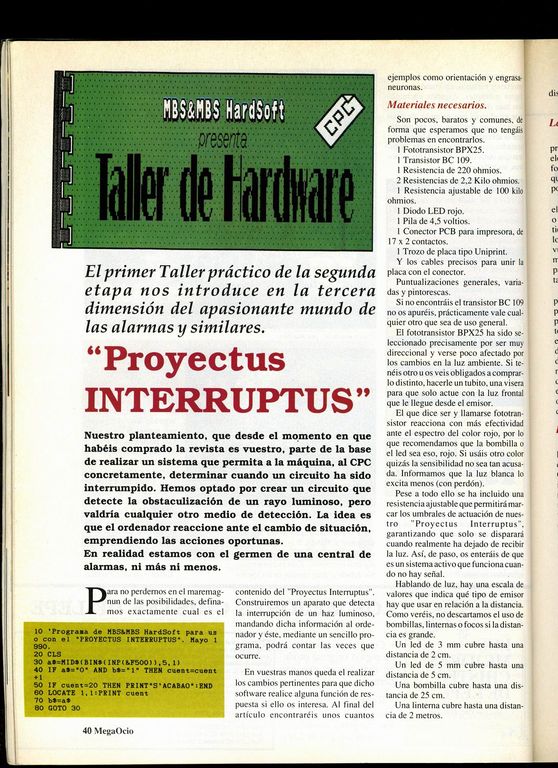 MBS&MBS HardSoft
presenta
CPC
Taller de Hardware
El primer Taller práctico de la segunda
etapa nos introduce en la tercera
dimensión del apasionante mundo de
las alarmas y similares.
“Proyectus
INTERRUPTUS”
Nuestro planteamiento, que desde el momento en que
habéis comprado la revista es vuestro, parte de la base
de realizar un sistema que permita a la máquina, al CPC
concretamente, determinar cuando un circuito ha sido
interrumpido. Hemos optado por crear un circuito que
detecte la obstaculización de un rayo luminoso, pero
valdría cualquier otro medio de detección. La idea es
que el ordenador reaccione ante el cambio de situación,
emprendiendo las acciones oportunas.
En realidad estamos con el germen de una central de
alarmas, ni más ni menos.
Para no perdernos en el maremag-
nun de las posibilidades, defina-
mos exactamente cual es el
10 'Programa de MBS&MBS HardSoft para us
o con el "PROYECTUS INTERRUPTUS". Mayo 1
990.
20 CLS
30 a$=MID$(BIN$(INP(&F500)),5,1)
40 IF a$="0" AND b$="1" THEN cuent=cuent
+1
50 IF cuent=20 THEN PRINT"S'ACABAO":END
60 LOCATE 1,1:PRINT cuent
70 b$=a$
80 GOTO 30
contenido del "Proyectus Interruptus".
Construiremos un aparato que detecta
la interrupción de un haz luminoso,
mandando dicha información al orde-
nador y éste, mediante un sencillo pro-
grama, podrá contar las veces que
ocurre.
En vuestras manos queda el realizar
los cambios pertinentes para que dicho
software realice alguna función de res-
puesta si ello os interesa. Al final del
artículo encontraréis unos cuantos
ejemplos como orientación y engrasa-
neuronas.
Materiales necesarios.
Son pocos, baratos y comunes, de
forma que esperamos que no tengáis
problemas en encontrarlos.
1 Fototransistor BPX25.
1 Transistor BC 109.
1 Resistencia de 220 ohmios.
2 Resistencias de 2,2 Kilo ohmios.
1 Resistencia ajustable de 100 kilo
ohmios.
1 Diodo LED rojo.
1 Pila de 4,5 voltios.
1 Conector PCB para impresora, de
17 x 2 contactos.
1 Trozo de placa tipo Uniprint.
Y los cables precisos para unir la
placa con el conector.
Puntualizaciones generales, varia-
das y pintorescas.
Si no encontráis el transistor BC 109
no os apuréis, prácticamente vale cual-
quier otro que sea de uso general.
El fototransistor BPX25 ha sido se-
leccionado precisamente por ser muy
direccional y verse poco afectado por
los cambios en la luz ambiente. Si te-
néis otro u os veis obligados a comprar-
lo distinto, hacerle un tubito, una visera
para que solo actue con la luz frontal
que le llegue desde el emisor.
El que dice ser y llamarse fototran-
sistor reacciona con más efectividad
ante el espectro del color rojo, por lo
que recomendamos que la bombilla o
el led sea eso, rojo. Si usáis otro color
quizás la sensibilidad no sea tan acusa-
da. Informamos que la luz blanca lo
excita menos (con perdón).
Pese a todo ello se ha incluido una
resistencia ajustable que permitirá mar-
car los umbrales de actuación de nues-
tro "Proyectus Interruptus",
garantizando que solo se disparará
cuando realmente ha dejado de recibir
la luz. Así, de paso, os enteráis de que
es un sistema activo que funciona cuan-
do no hay señal.
Hablando de luz, hay una escala de
valores que indica qué tipo de emisor
hay que usar en relación a la distancia.
Como veréis, no descartamos el uso de
bombillas, linternas o focos si la distan-
cia es grande.
Un led de 3 mm cubre hasta una
distancia de 2 cm.
Un led de 5 mm cubre hasta una
distancia de 5 cm.
Una bombilla cubre hasta una dis-
tancia de 25 cm.
Una linterna cubre hasta una distan-
cia de 2 metros.
40 MegaOcio